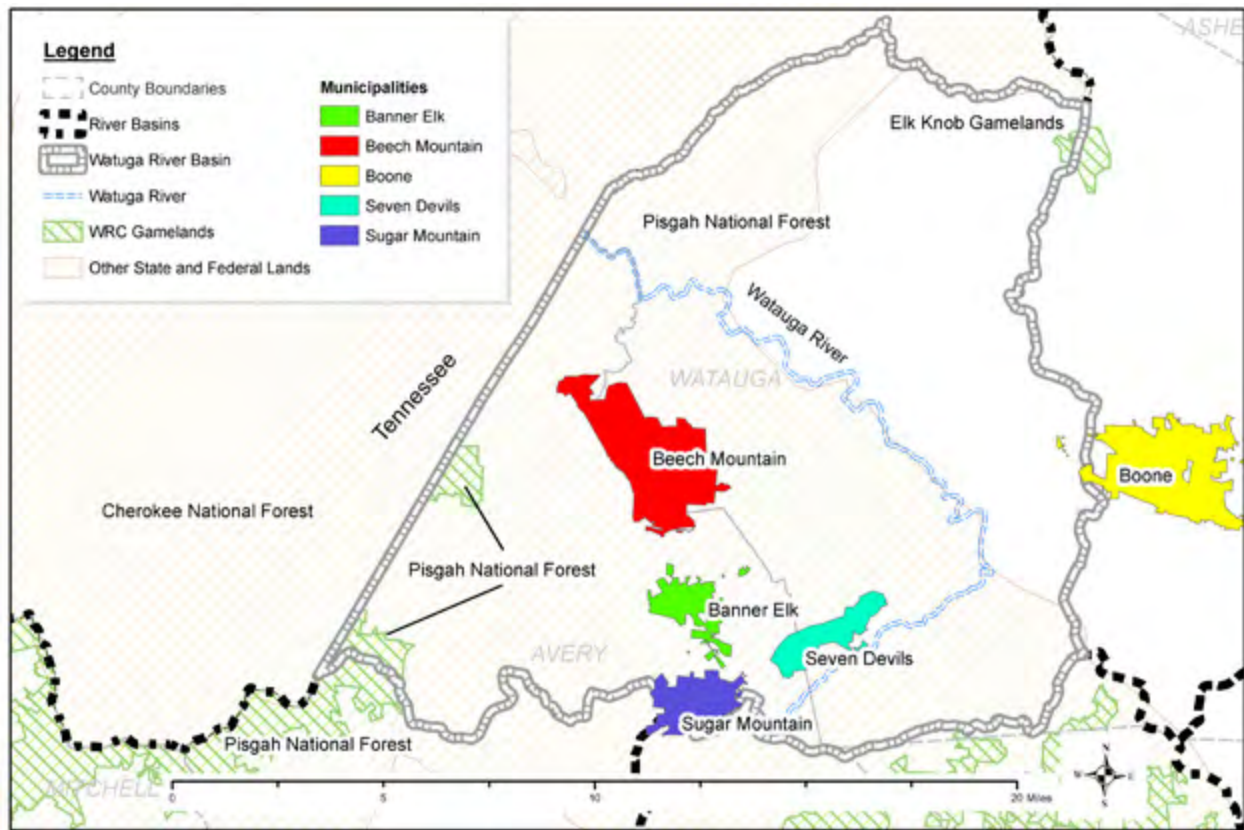 Legend
County Boundaries
River Basins
Watuga River Basin
Watuga River
WRC Gamelands
Other State and Federal Lands
Municipalities
Banner Elk
Beech Mountain
Boone
Seven Devils
Sugar Mountain
ASHE
Elk Knob Gamelands
Pisgah National Forest
Watauga River
Tennessee
WATAUGA
Beech Mountain
Boone
Cherokee National Forest
Pisgah National Forest
Banner Elk
AVERY
Seven Devils
Sugar Mountain
Pisgah National Forest
MITCHELL
0 5 10 20 Miles
N
W E
S